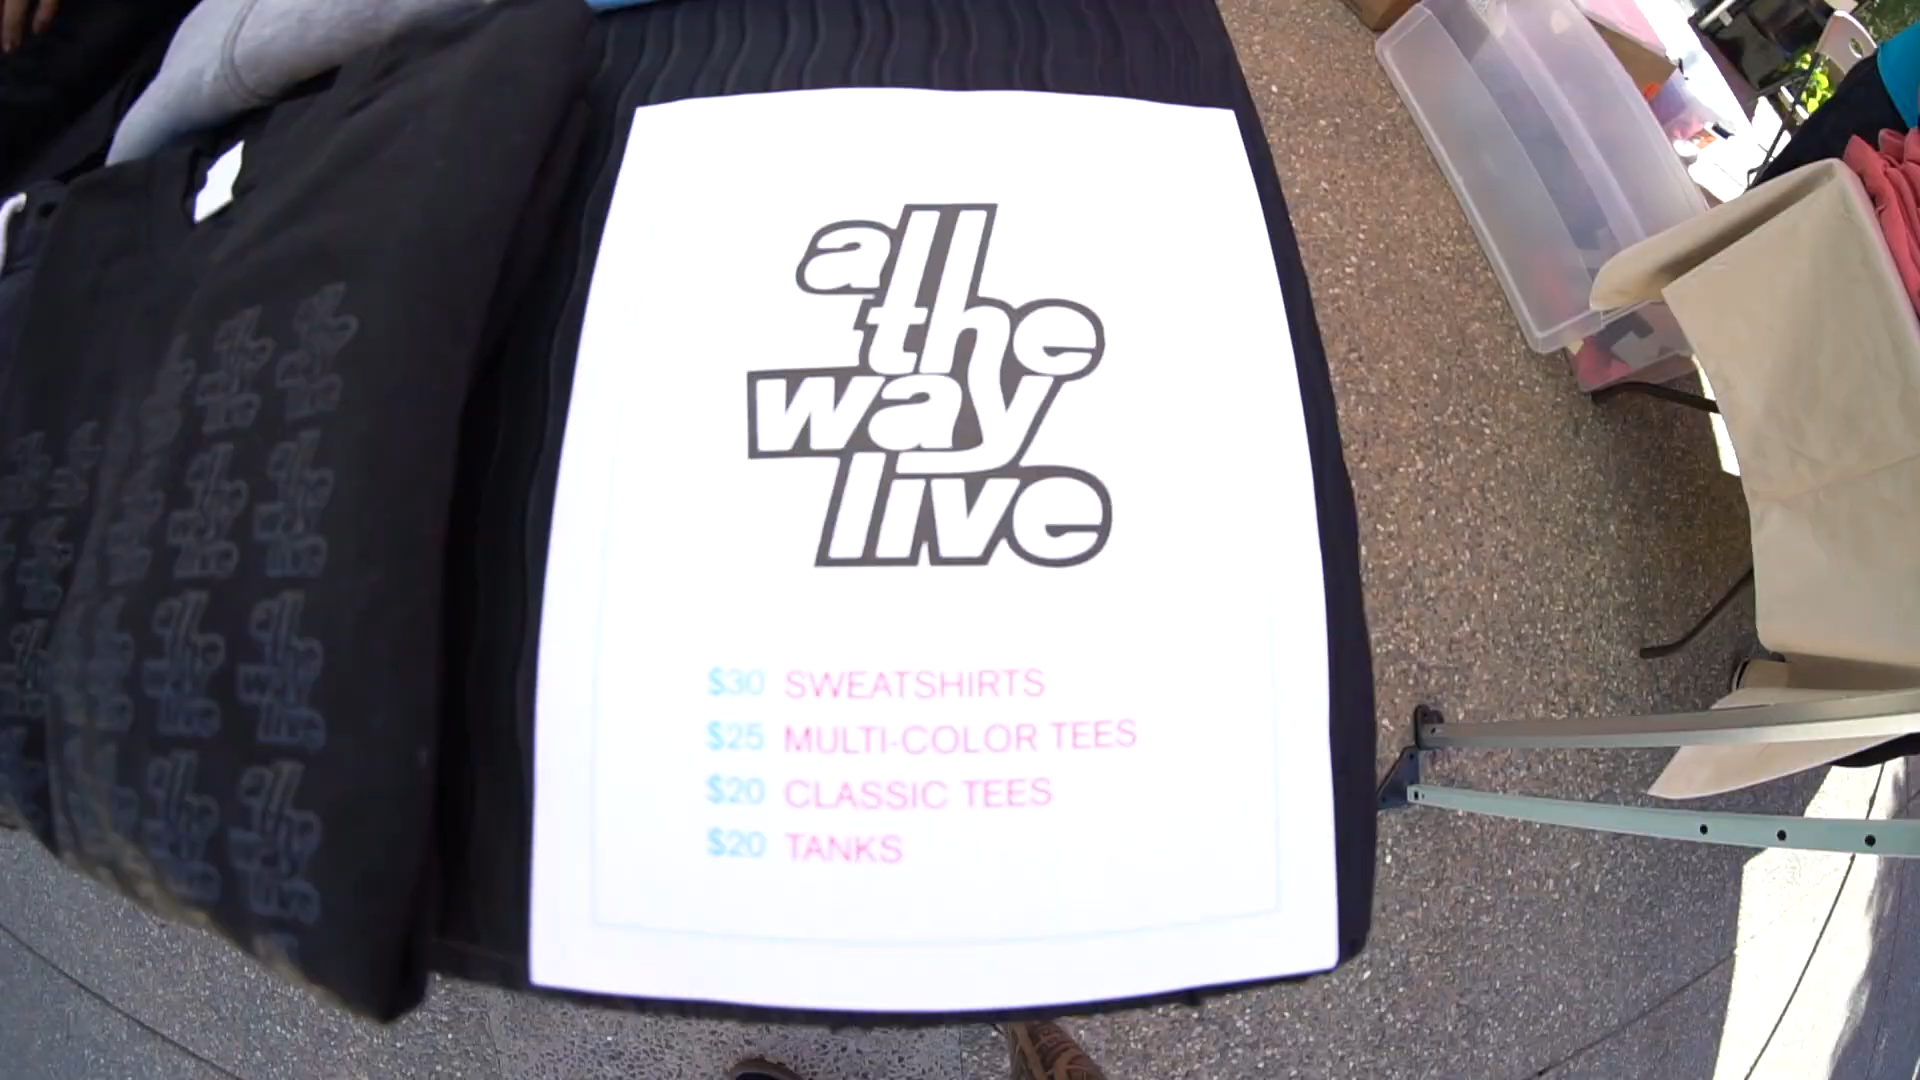 all
the
way
live
$30 SWEATSHIRTS
$25 MULTI-COLOR TEES
$20 CLASSIC TEES
$20 TANKS